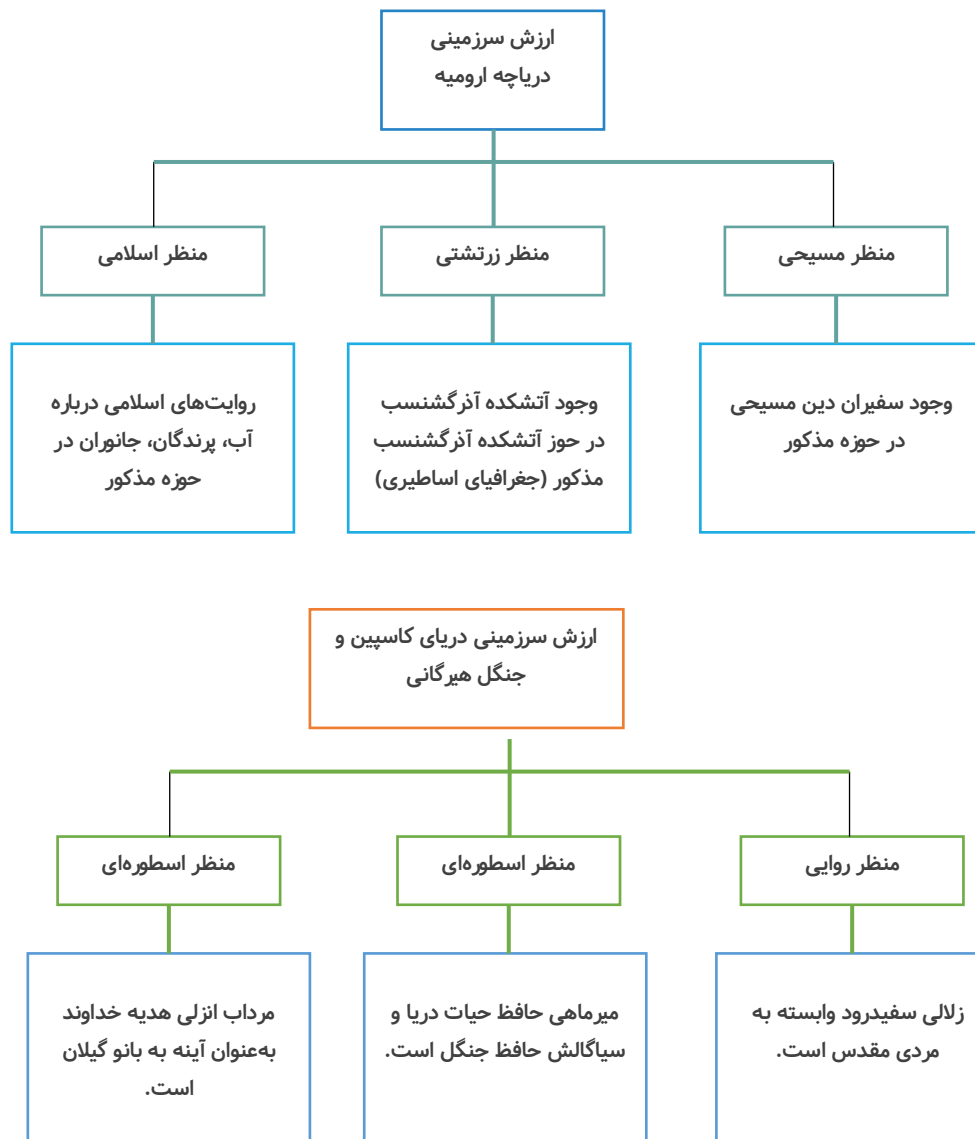 ارزش سرزمینی
دریاچه ارومیه
منظر مسیحی
منظر زرتشتی
منظر اسلامی
وجود سفیران دین مسیحی
در حوزه مذکور
وجود آتشکده آذرگشنسب
در حوز آتشکده آذرگشنسب
مذکور (جغرافیای اساطیری)
روایت‌های اسلامی درباره
آب، پرندگان، جانوران در
حوزه مذکور
ارزش سرزمینی دریای کاسپین و
جنگل هیرگانی
منظر روایی
منظر اسطوره‌ای
منظر اسطوره‌ای
زلالی سفیدرود وابسته به
مردی مقدس است.
میرماهی حافظ حیات دریا و
سیاگالش حافظ جنگل است.
مرداب انزلی هدیه خداوند
به‌عنوان آینه به بانو گیلان
است.